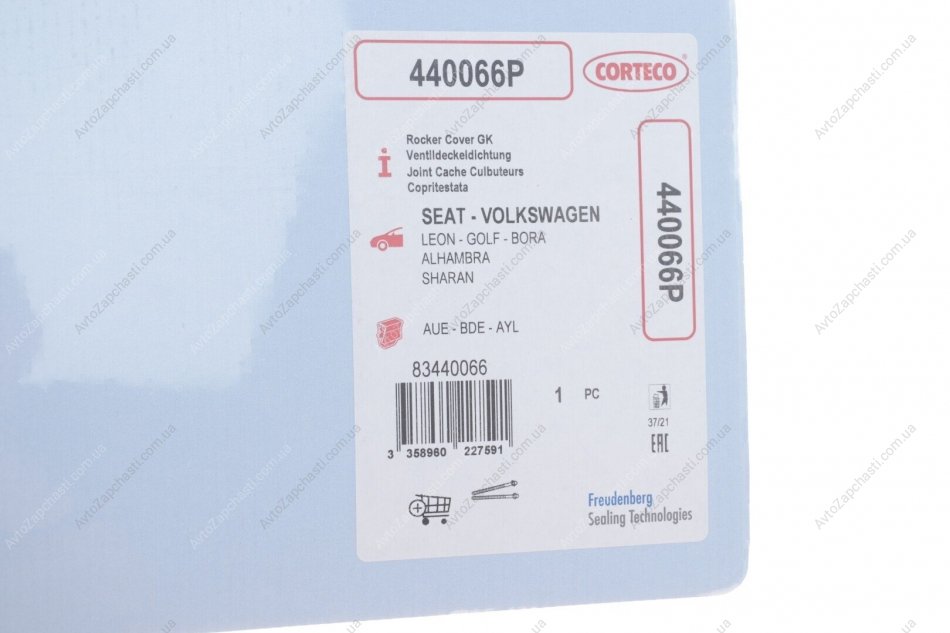 440066P
CORTECO®
Rocker Cover GK
Ventildeckeldichtung
Joint Cache Culbuteurs
Copritestata
SEAT - VOLKSWAGEN
LEON - GOLF - BORA
ALHAMBRA
SHARAN
440066P
AUE - BDE - AYL
83440066
1 PC
3 358960 227591
37/21
EAC
Freudenberg
Sealing Technologies
AvtoZapchasti.com.ua